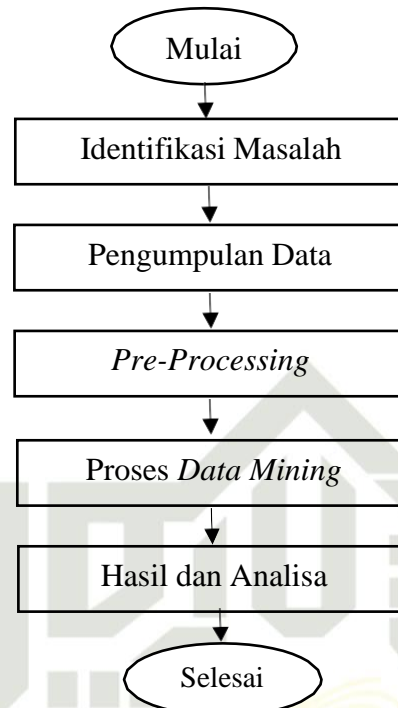 Mulai
Identifikasi Masalah
Pengumpulan Data
Pre-Processing
Proses Data Mining
Hasil dan Analisa
Selesai